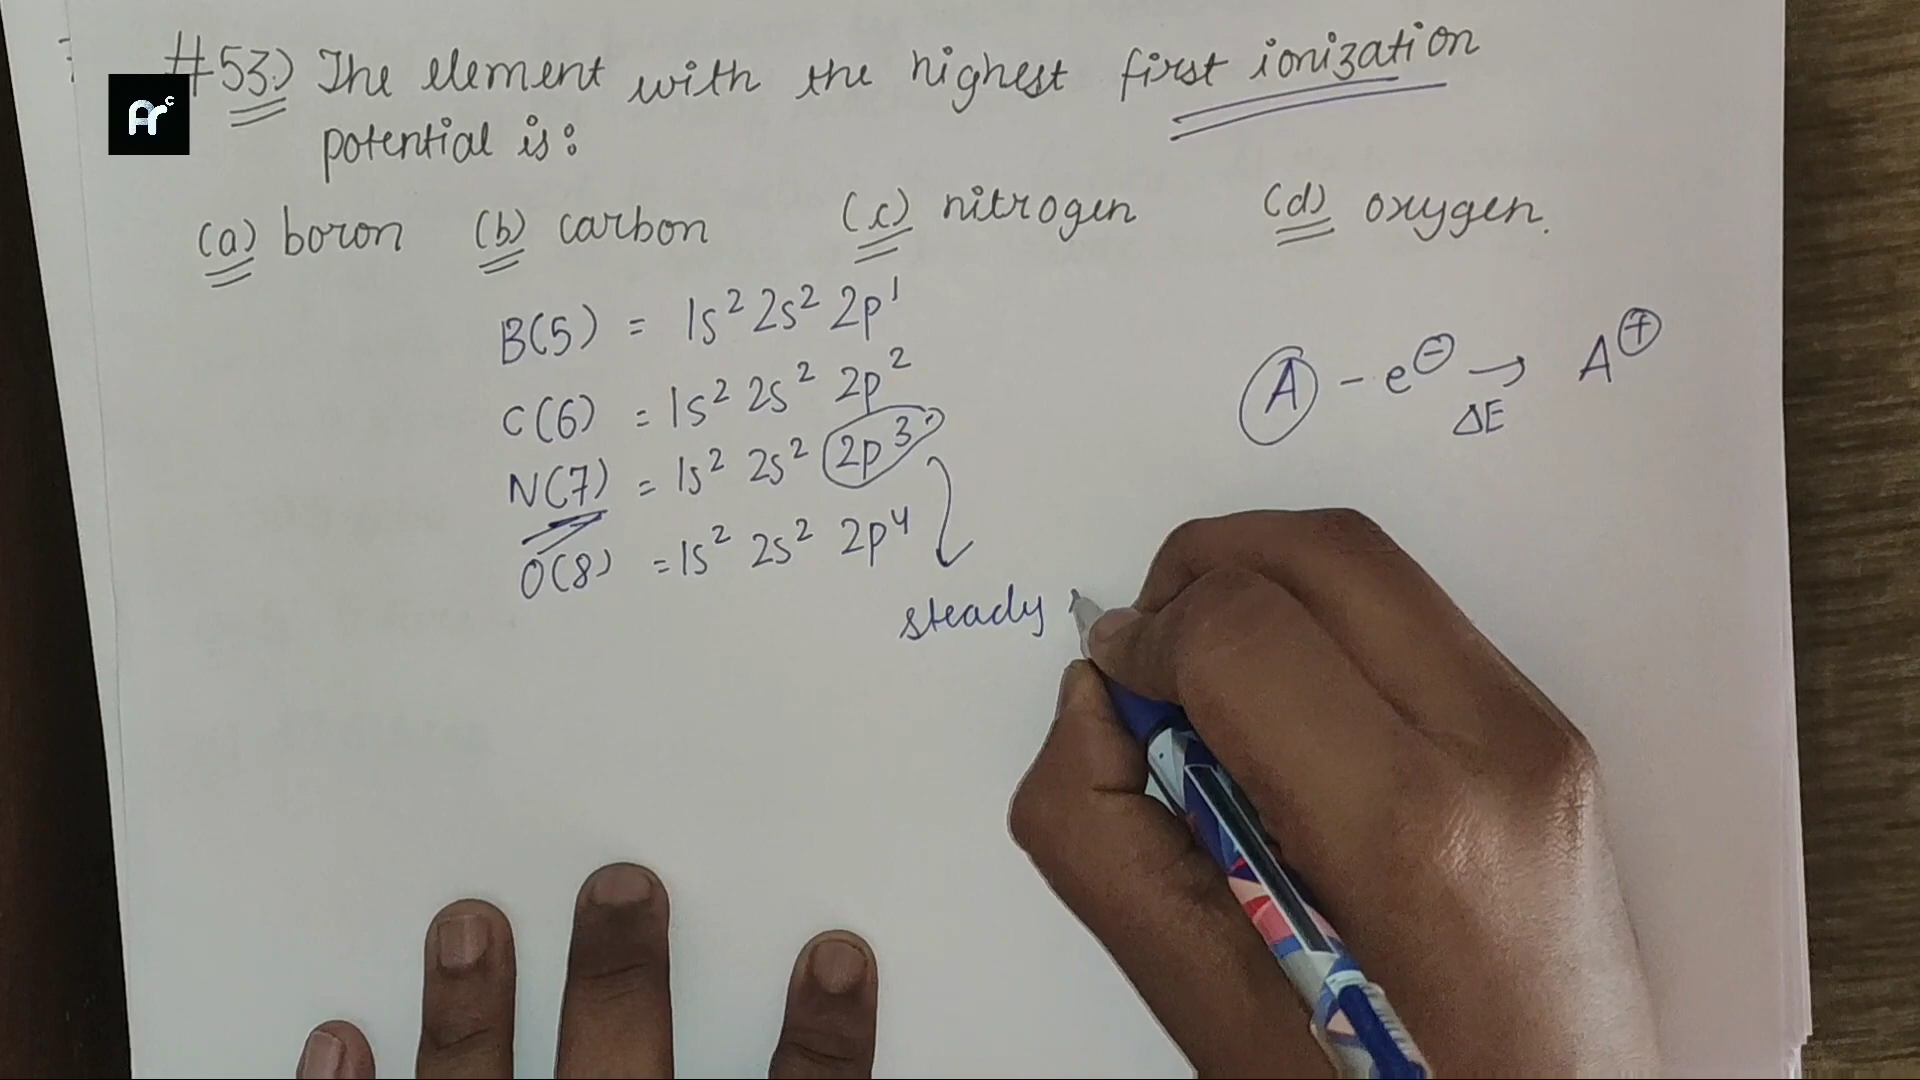 #53) The element with the highest first ionization
potential is:
Ar c
(a) boron (b) carbon (c) nitrogen (d) oxygen.
B(5) = 1s² 2s² 2p¹
C(6) = 1s² 2s² 2p²
N(7) = 1s² 2s² 2p³
O(8) = 1s² 2s² 2p⁴
A - e⊖ → A⊕
ΔE
steady